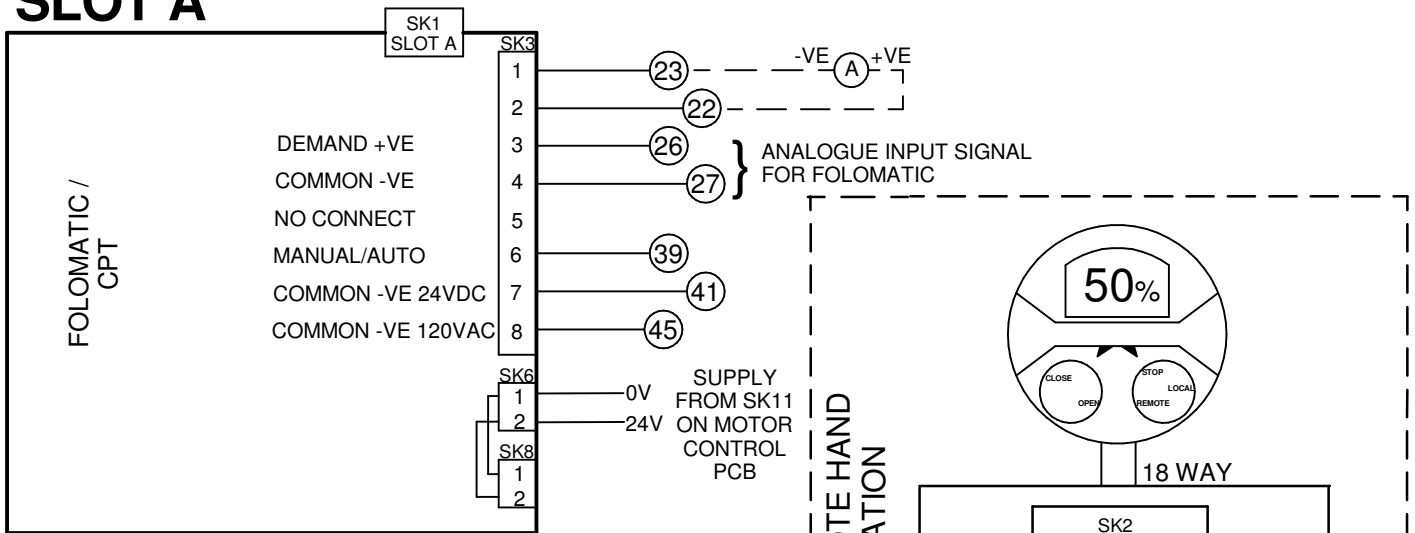 SLOT A
SK1
SLOT A
SK3
1
23
-VE
A
+VE
2
22
DEMAND +VE
3
26
ANALOGUE INPUT SIGNAL
FOR FOLOMATIC
COMMON -VE
4
27
NO CONNECT
5
MANUAL/AUTO
6
39
COMMON -VE 24VDC
7
41
COMMON -VE 120VAC
8
45
FOLOMATIC /
CPT
SK6
1
0V
2
24V
SUPPLY
FROM SK11
ON MOTOR
CONTROL
PCB
SK8
1
2
50%
CLOSE
OPEN
STOP
LOCAL
REMOTE
18 WAY
SK2
HAND